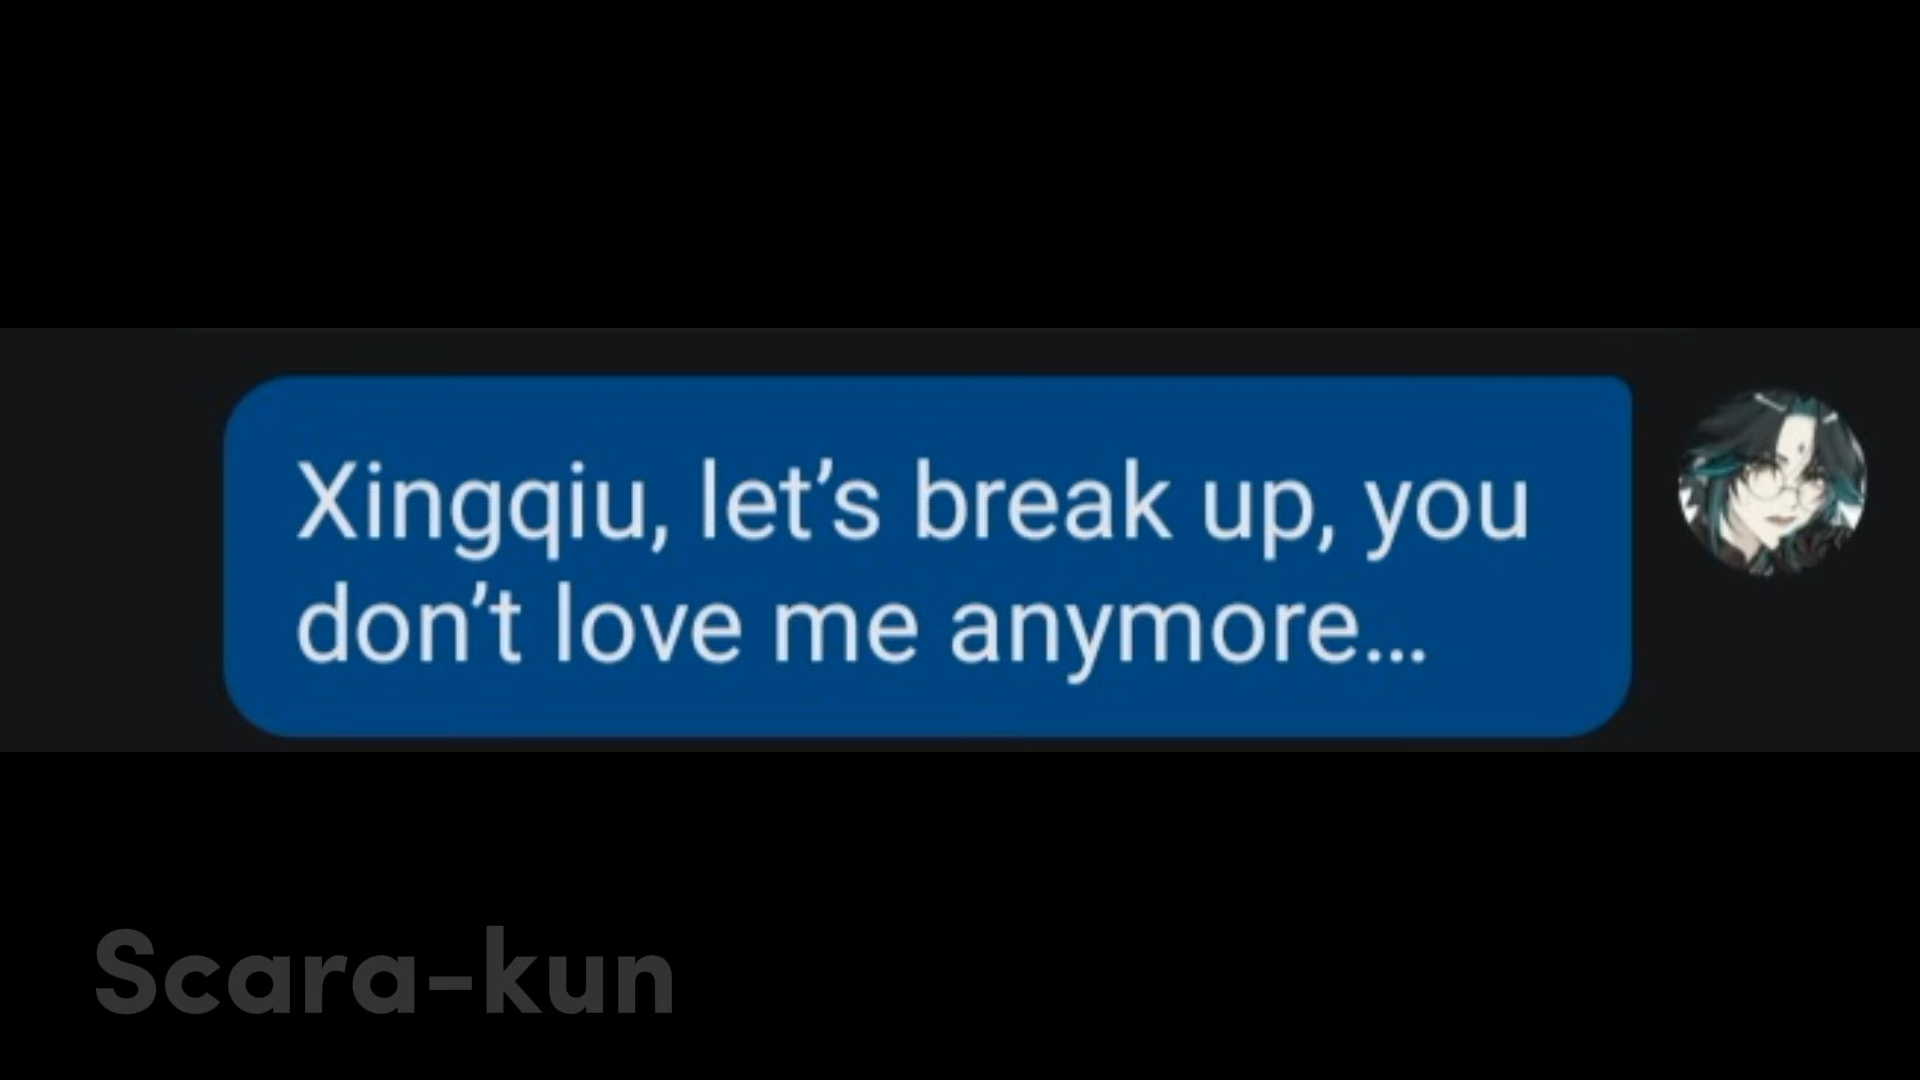 Xingqiu, let’s break up, you
don’t love me anymore...
Scara-kun